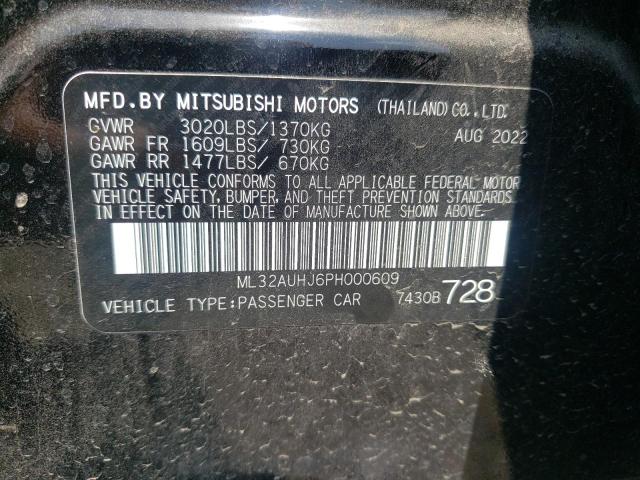 MFD.BY MITSUBISHI MOTORS (THAILAND)CO.,LTD.
GVWR 3020LBS/1370KG AUG 2022
GAWR FR 1609LBS/ 730KG
GAWR RR 1477LBS/ 670KG
THIS VEHICLE CONFORMS TO ALL APPLICABLE FEDERAL MOTOR
VEHICLE SAFETY, BUMPER, AND THEFT PREVENTION STANDARDS
IN EFFECT ON THE DATE OF MANUFACTURE SHOWN ABOVE.
ML32AUHJ6PH000609
VEHICLE TYPE:PASSENGER CAR 7430B 728